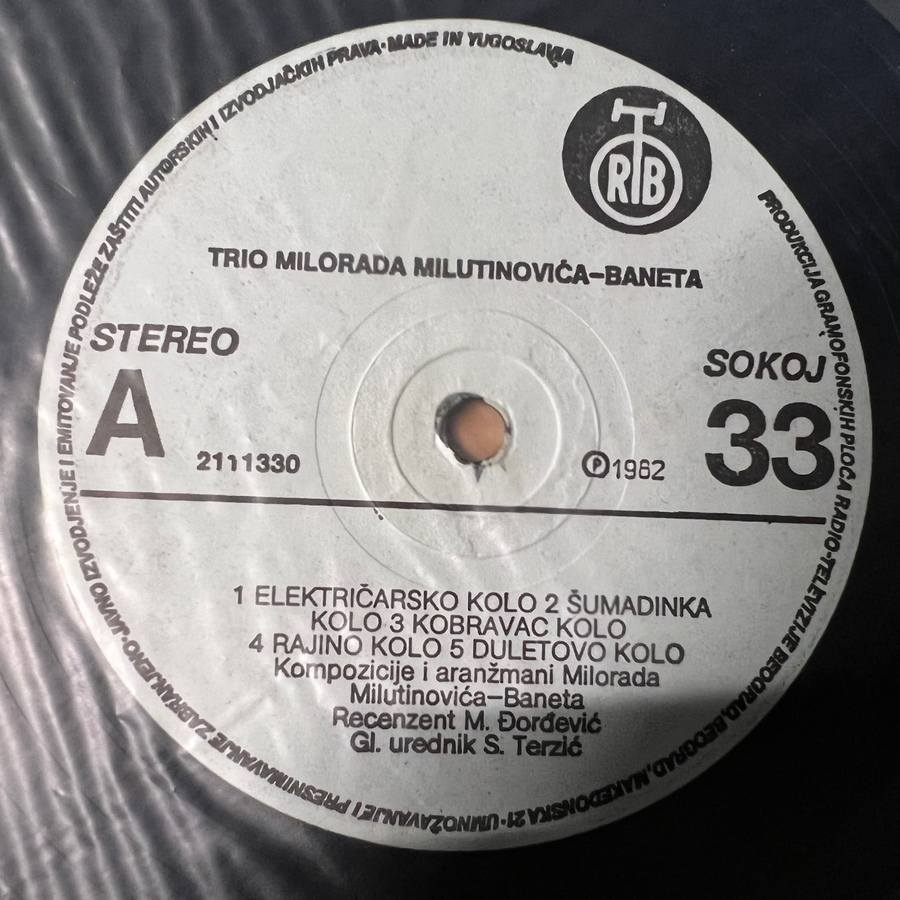 PRODUKCIJA GRAMOFONSKIH PLOČA RADIO-TELEVIZIJE BEOGRAD, BEOGRAD, MAKEDONSKA 21 · UMNOŽAVANJE I PRESNIMAVANJE ZABRANJENO · JAVNO IZVODJENJE I EMITOVANJE PODLEŽE ZAŠTITI AUTORSKIH I IZVODJAČKIH PRAVA · MADE IN YUGOSLAVIA
RTB
TRIO MILORADA MILUTINOVIĆA–BANETA
STEREO
SOKOJ
A
33
2111330
Ⓟ1982
1 ELEKTRIČARSKO KOLO 2 ŠUMADINKA
KOLO 3 KOBRAVAC KOLO
4 RAJINO KOLO 5 DULETOVO KOLO
Kompozicije i aranžmani Milorada
Milutinovića–Baneta
Recenzent M. Đorđević
Gl. urednik S. Terzić